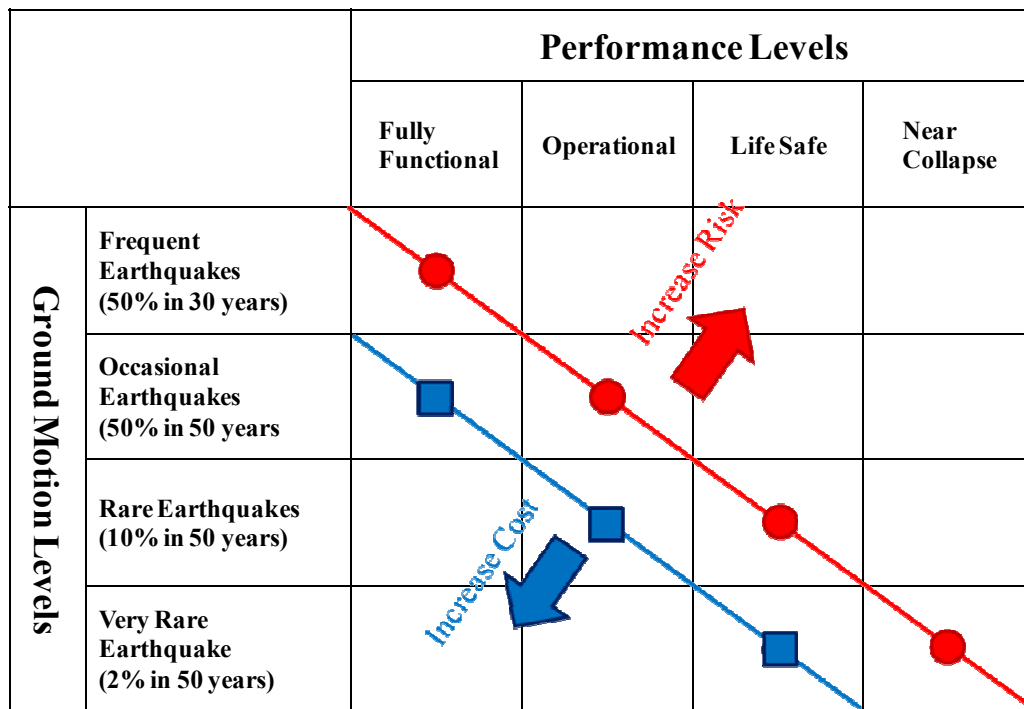 Performance Levels
Fully
Functional
Operational
Life Safe
Near
Collapse
Ground Motion Levels
Frequent
Earthquakes
(50% in 30 years)
Occasional
Earthquakes
(50% in 50 years
Rare Earthquakes
(10% in 50 years)
Very Rare
Earthquake
(2% in 50 years)
Increase Risk
Increase Cost